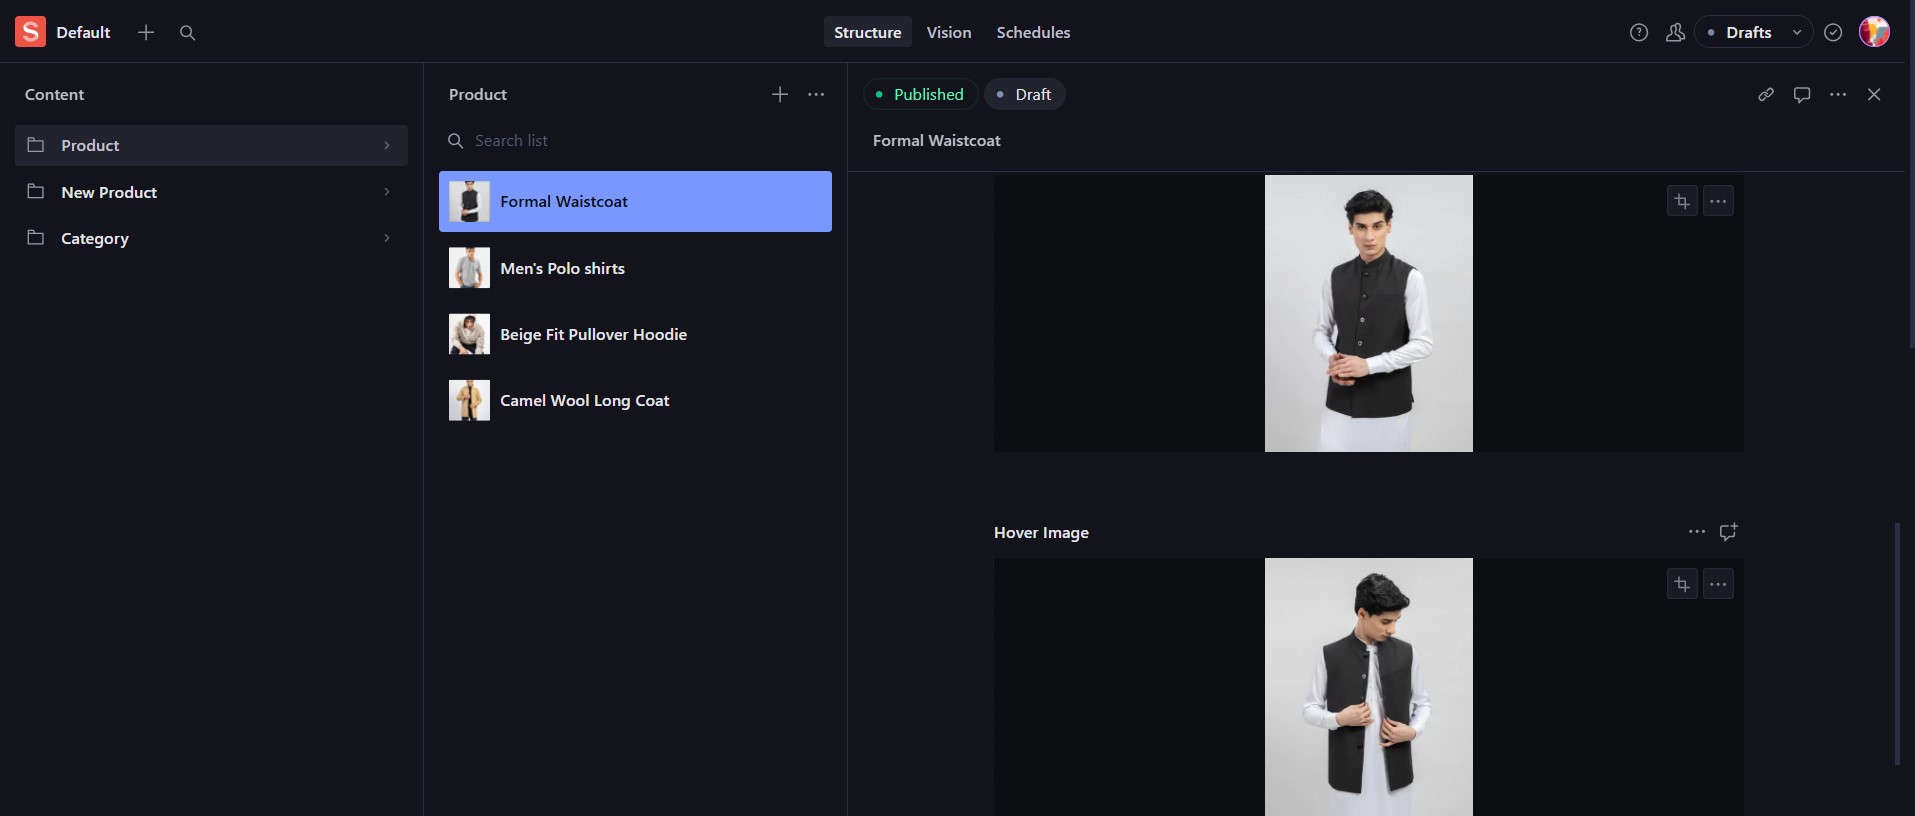 S Default
Structure Vision Schedules
Drafts
Content
Product
New Product
Category
Product
Search list
Formal Waistcoat
Men's Polo shirts
Beige Fit Pullover Hoodie
Camel Wool Long Coat
Published Draft
Formal Waistcoat
Hover Image